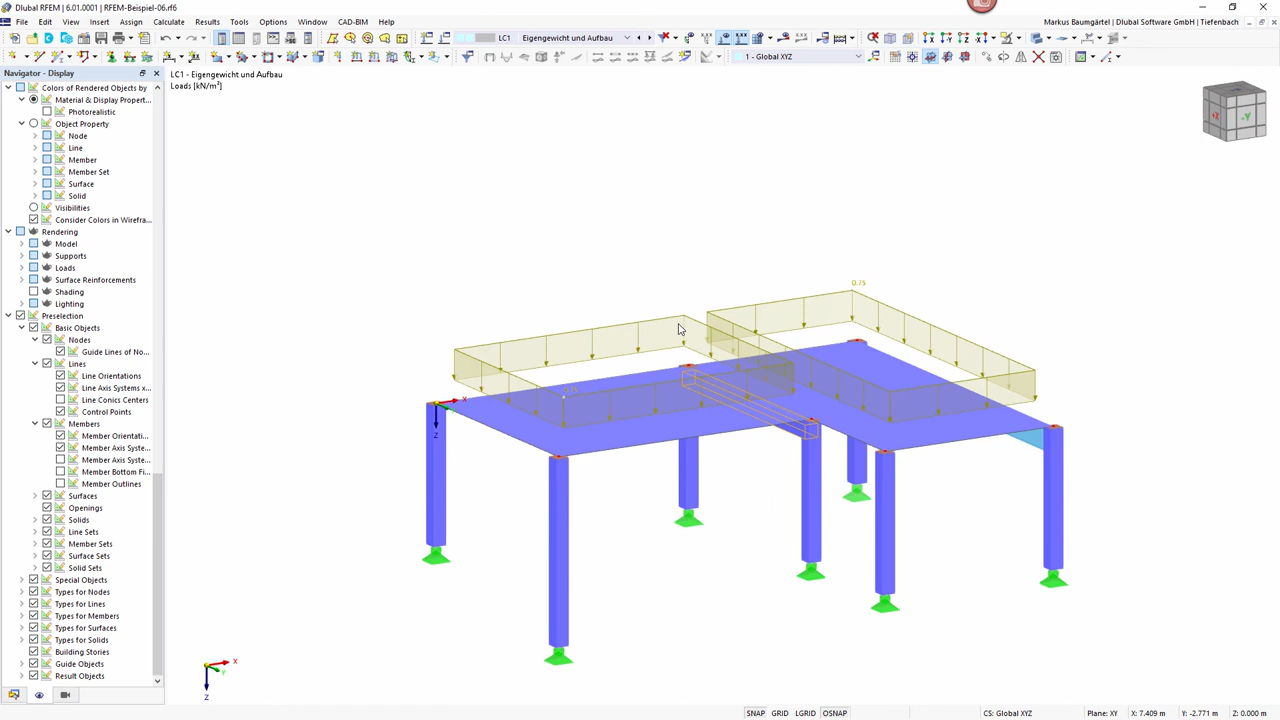 Dlubal RFEM | 6.01.0001 | RFEM-Beispiel-06.rf6
File Edit View Insert Assign Calculate Results Tools Options Window CAD-BIM Help
Markus Baumgärtel | Dlubal Software GmbH | Tiefenbach
LC1 Eigengewicht und Aufbau
1 - Global XYZ
Navigator - Display
Colors of Rendered Objects by
Material & Display Propert...
Photorealistic
Object Property
Node
Line
Member
Member Set
Surface
Solid
Visibilities
Consider Colors in Wirefra...
Rendering
Model
Supports
Loads
Surface Reinforcements
Shading
Lighting
Preselection
Basic Objects
Nodes
Guide Lines of No...
Lines
Line Orientations
Line Axis Systems x...
Line Conics Centers
Control Points
Members
Member Orientati...
Member Axis Syste...
Member Axis Syste...
Member Bottom Fi...
Member Outlines
Surfaces
Openings
Solids
Line Sets
Member Sets
Surface Sets
Solid Sets
Special Objects
Types for Nodes
Types for Lines
Types for Members
Types for Surfaces
Types for Solids
Building Stories
Guide Objects
Result Objects
LC1 - Eigengewicht und Aufbau
Loads [kN/m²]
+X
-Y
0.75
X
Z
X
Y
Z
SNAP GRID LGRID OSNAP
CS: Global XYZ Plane: XY X: 7.409 m Y: -2.771 m Z: 0.000 m